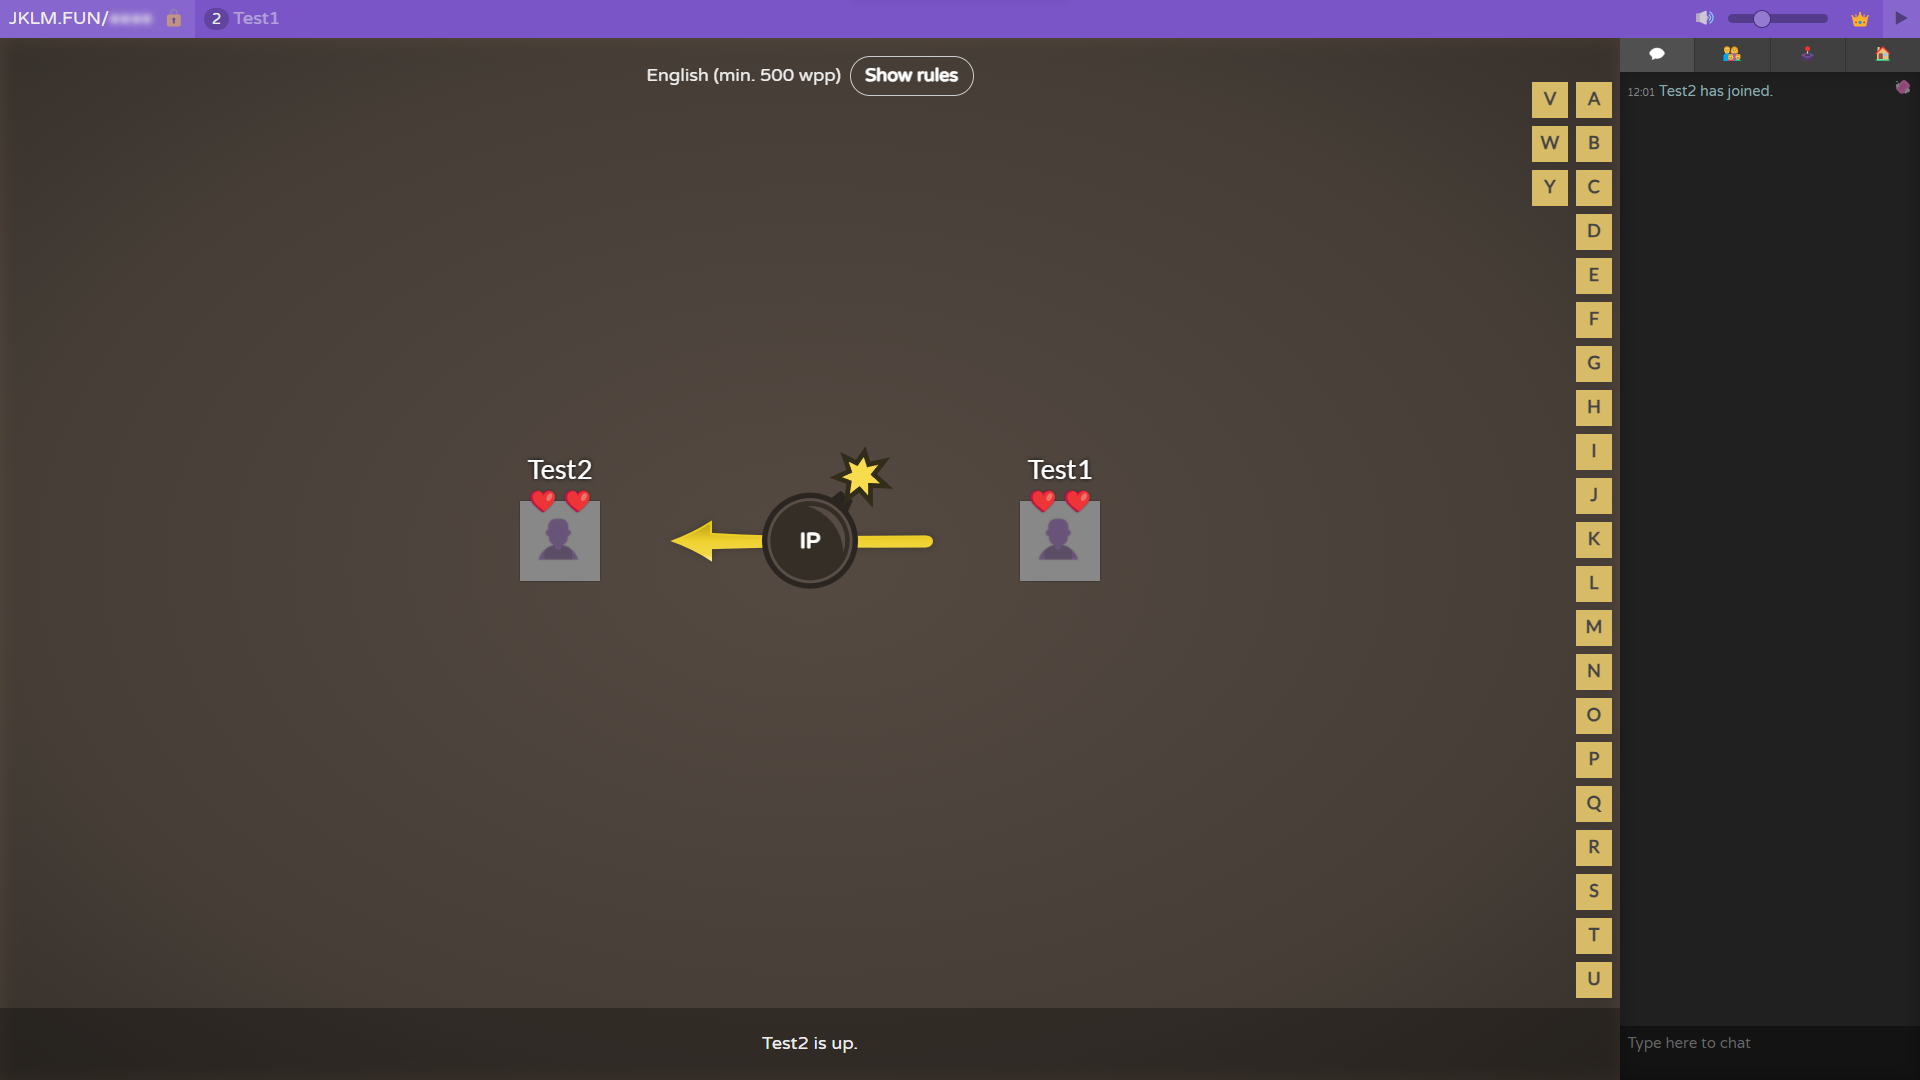 JKLM.FUN/
2 Test1
English (min. 500 wpp) Show rules
Test2
IP
Test1
V A
W B
Y C
D
E
F
G
H
I
J
K
L
M
N
O
P
Q
R
S
T
U
Test2 is up.
12:01 Test2 has joined.
Type here to chat